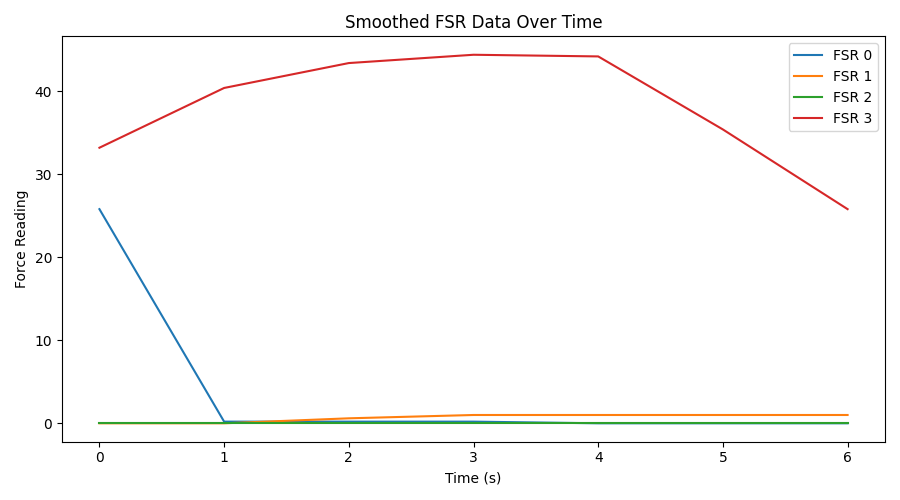 Smoothed FSR Data Over Time
FSR 0
FSR 1
FSR 2
FSR 3
Force Reading
40
30
20
10
0
0 1 2 3 4 5 6
Time (s)